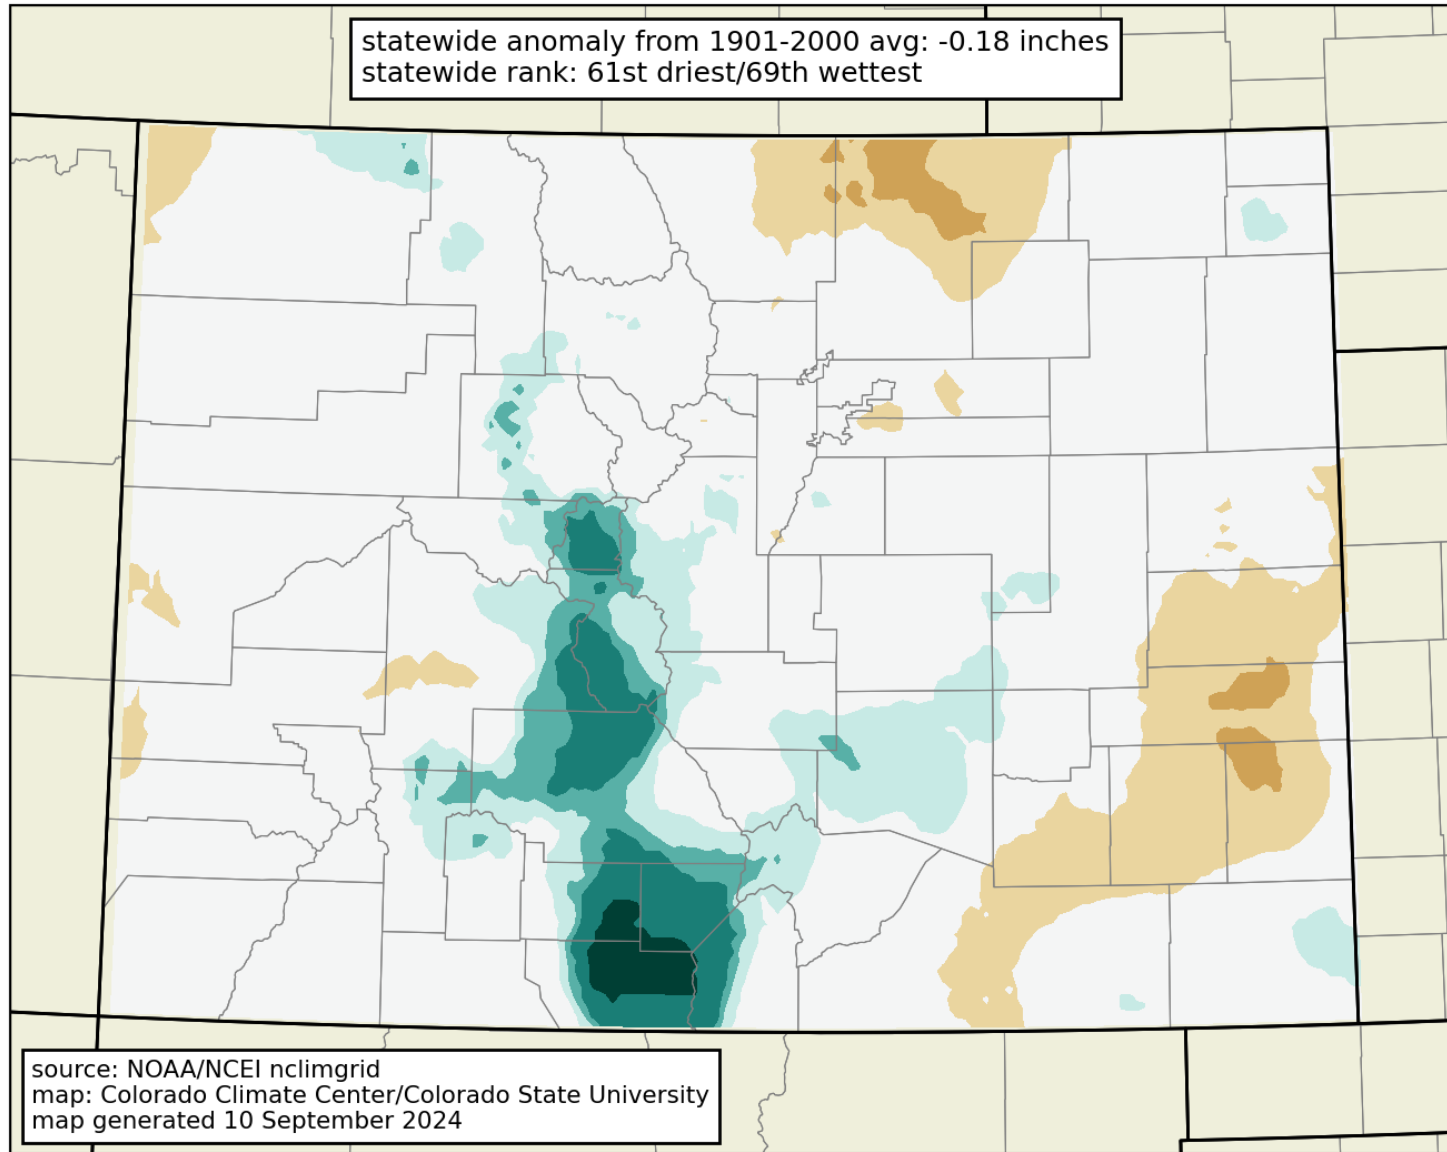 statewide anomaly from 1901-2000 avg: -0.18 inches
statewide rank: 61st driest/69th wettest
source: NOAA/NCEI nclimgrid
map: Colorado Climate Center/Colorado State University
map generated 10 September 2024